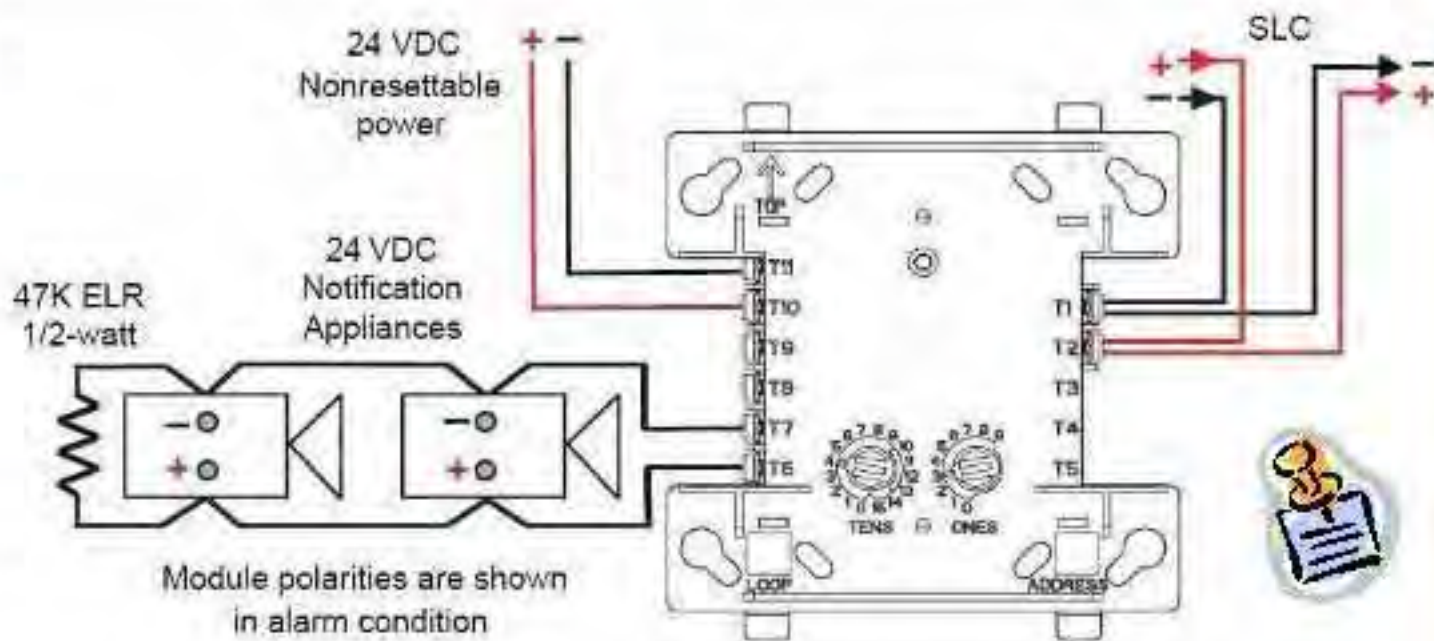 24 VDC
Nonresettable
power
+ −
SLC
+
−
−
+
TOP
24 VDC
Notification
Appliances
47K ELR
1/2-watt
T11
T10
T9
T8
T7
T6
T1
T2
T3
T4
T5
− +
− +
TENS
ONES
LOOP
ADDRESS
Module polarities are shown
in alarm condition